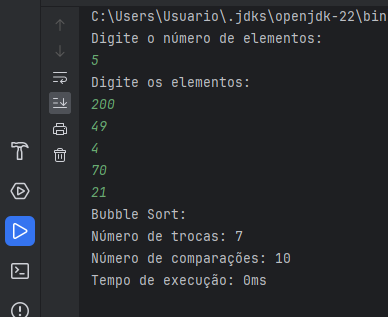 C:\Users\Usuario\.jdks\openjdk-22\bin
Digite o número de elementos:
5
Digite os elementos:
200
49
4
70
21
Bubble Sort:
Número de trocas: 7
Número de comparações: 10
Tempo de execução: 0ms